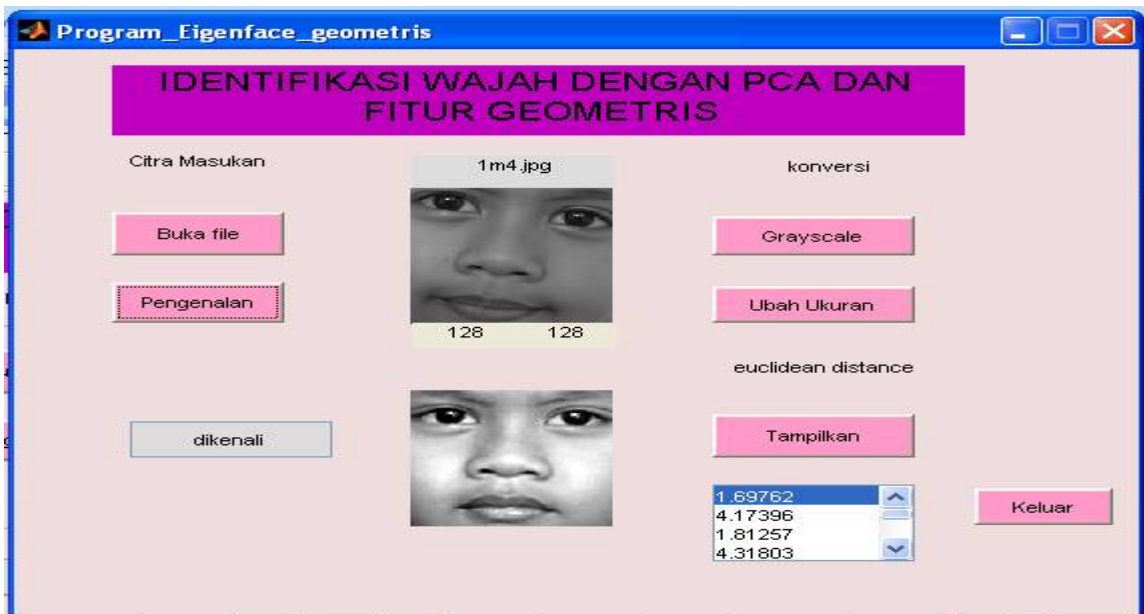 Program_Eigenface_geometris
IDENTIFIKASI WAJAH DENGAN PCA DAN
FITUR GEOMETRIS
Citra Masukan
1m4.jpg
konversi
Buka file
Grayscale
Pengenalan
Ubah Ukuran
128 128
euclidean distance
dikenali
Tampilkan
1.69762
4.17396
1.81257
4.31803
Keluar